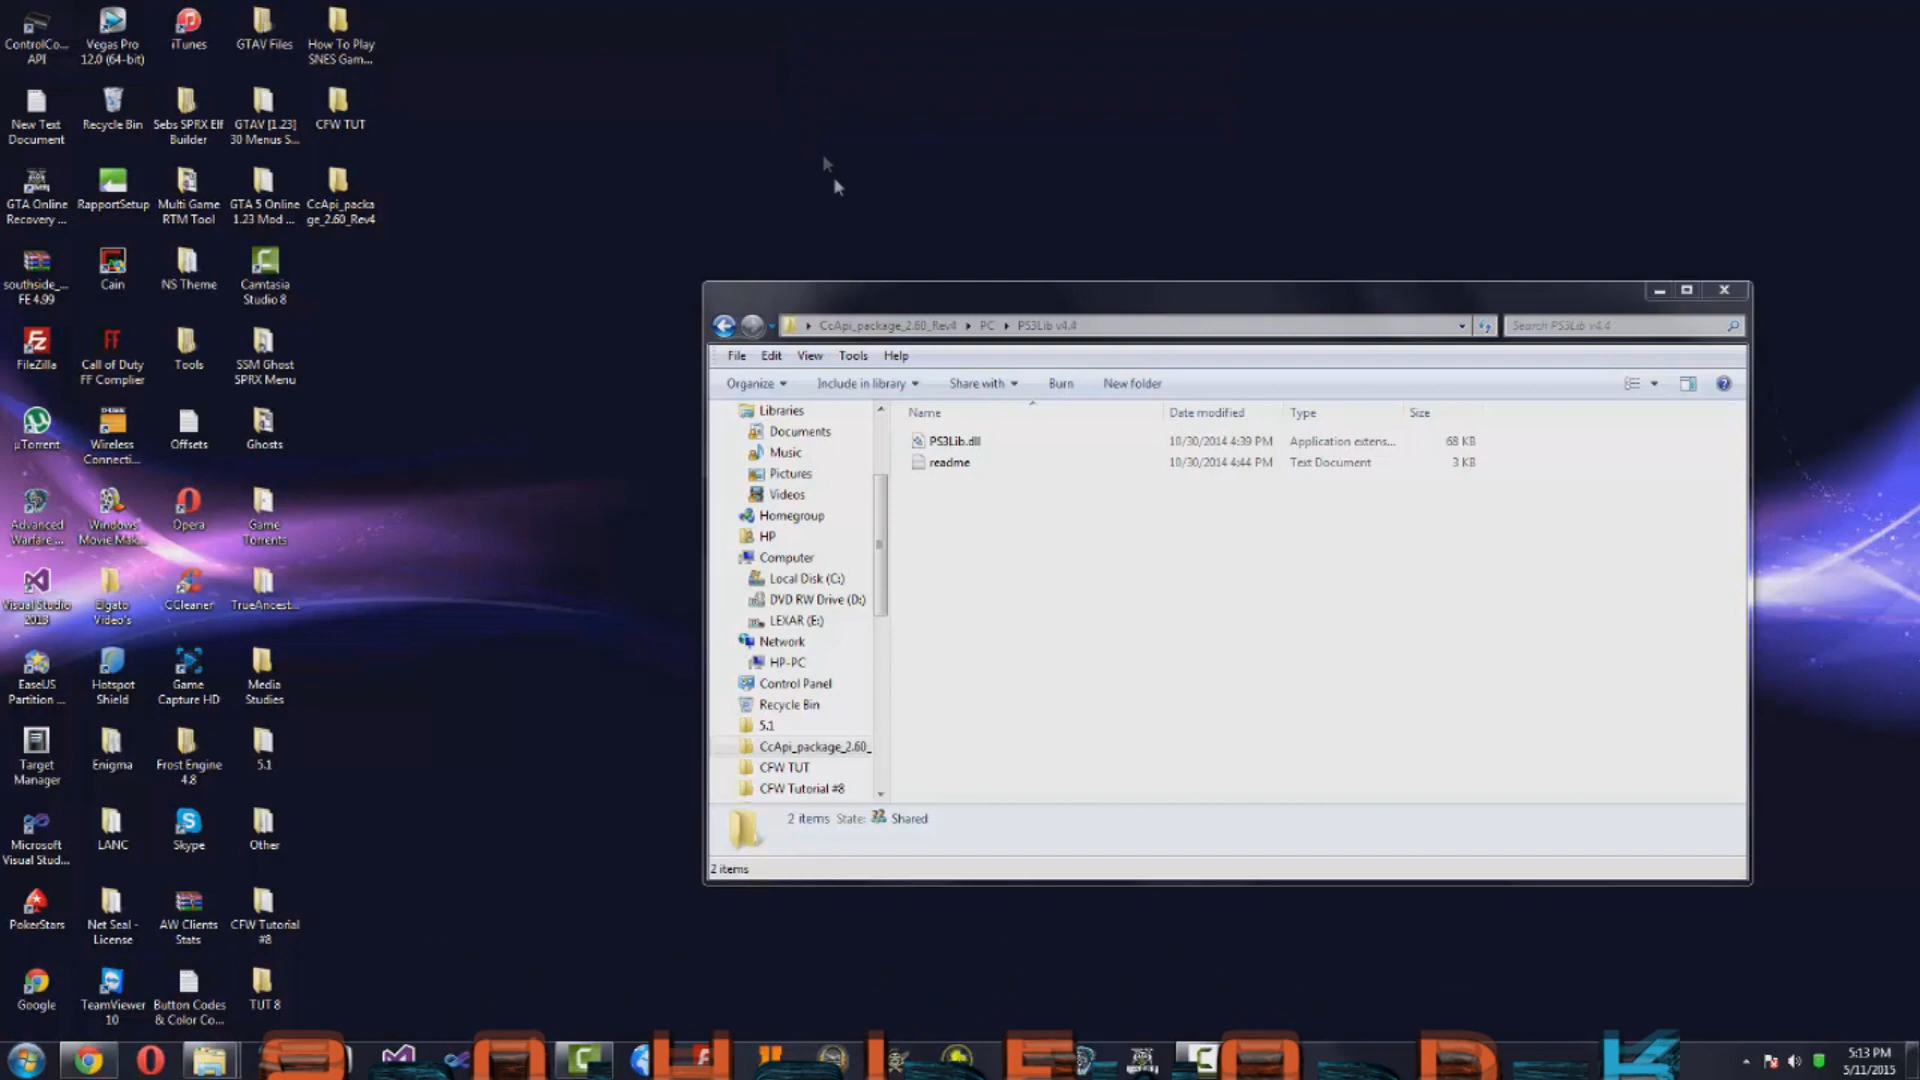 ControlCo...
API
Vegas Pro
12.0 (64-bit)
iTunes
GTAV Files
How To Play
SNES Gam...
New Text
Document
Recycle Bin
Sebs SPRX Elf
Builder
GTAV [1.23]
30 Menus S...
CFW TUT
GTA Online
Recovery ...
RapportSetup
Multi Game
RTM Tool
GTA 5 Online
1.23 Mod ...
CcApi_packa
ge_2.60_Rev4
southside_...
FE 4.99
Cain
NS Theme
Camtasia
Studio 8
FileZilla
Call of Duty
FF Complier
Tools
SSM Ghost
SPRX Menu
µTorrent
Wireless
Connecti...
Offsets
Ghosts
Advanced
Warfare...
Windows
Movie Mak...
Opera
Game
Torrents
Visual Studio
2013
Elgato
Video's
CCleaner
TrueAncest...
EaseUS
Partition ...
Hotspot
Shield
Game
Capture HD
Media
Studies
Target
Manager
Enigma
Frost Engine
4.8
5.1
Microsoft
Visual Stud...
LANC
Skype
Other
PokerStars
Net Seal -
License
AW Clients
Stats
CFW Tutorial
#8
Google
TeamViewer
10
Button Codes
& Color Co...
TUT 8
CcApi_package_2.60_Rev4 PC PS3Lib v4.4
Search PS3Lib v4.4
File Edit View Tools Help
Organize Include in library Share with Burn New folder
Libraries
Documents
Music
Pictures
Videos
Homegroup
HP
Computer
Local Disk (C:)
DVD RW Drive (D:)
LEXAR (E:)
Network
HP-PC
Control Panel
Recycle Bin
5.1
CcApi_package_2.60_
CFW TUT
CFW Tutorial #8
Name Date modified Type Size
PS3Lib.dll 10/30/2014 4:39 PM Application extens... 68 KB
readme 10/30/2014 4:44 PM Text Document 3 KB
2 items State: Shared
2 items
5:13 PM
5/11/2015